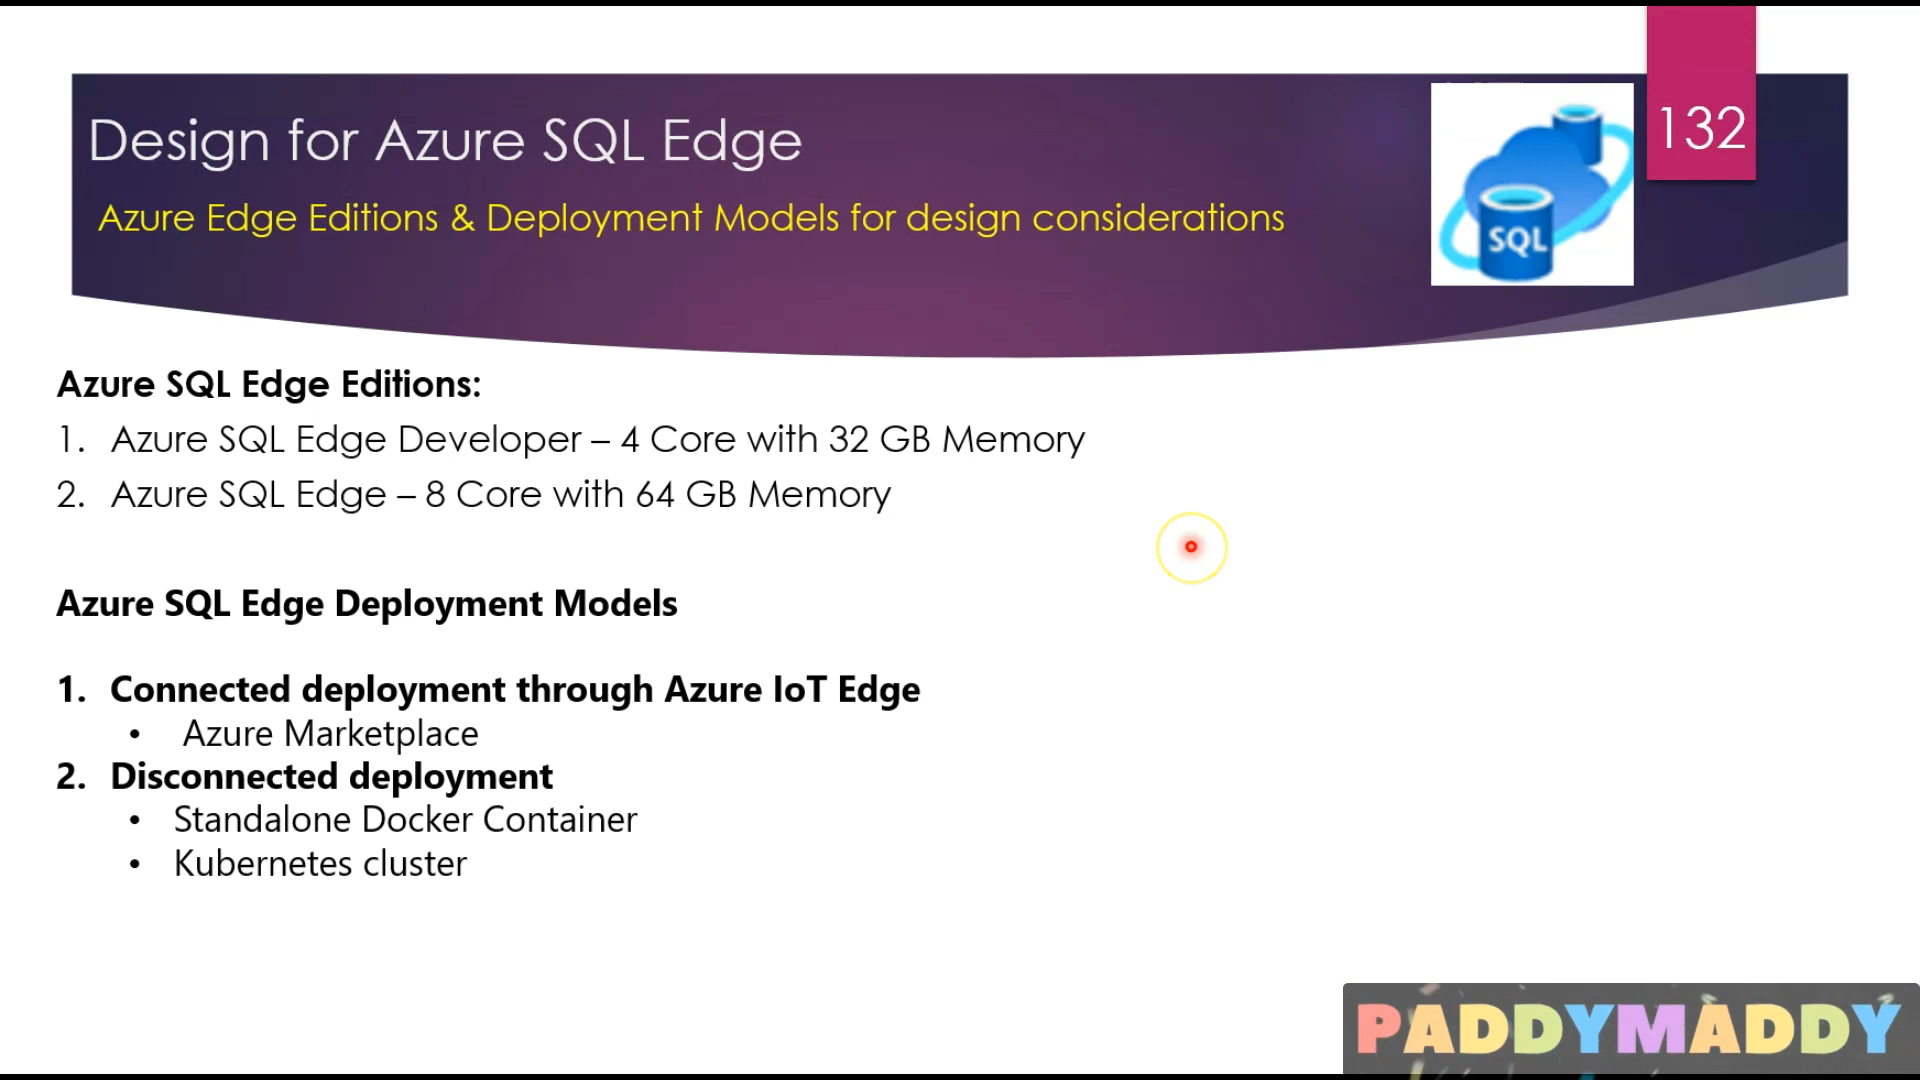 132
Design for Azure SQL Edge
Azure Edge Editions & Deployment Models for design considerations
SQL
Azure SQL Edge Editions:
1. Azure SQL Edge Developer – 4 Core with 32 GB Memory
2. Azure SQL Edge – 8 Core with 64 GB Memory
Azure SQL Edge Deployment Models
1. Connected deployment through Azure IoT Edge
• Azure Marketplace
2. Disconnected deployment
• Standalone Docker Container
• Kubernetes cluster
PADDYMADDY